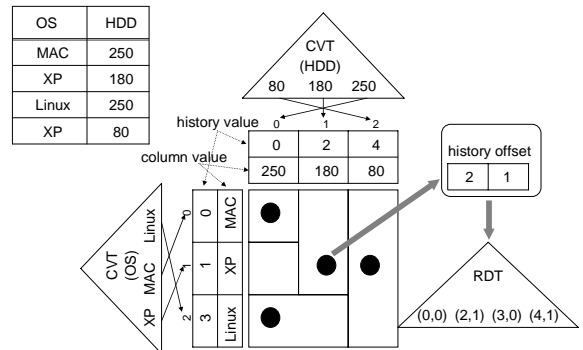 OS HDD
MAC 250
XP 180
Linux 250
XP 80
CVT
(HDD)
80 180 250
history value
0 1 2
0 2 4
column value
250 180 80
history offset
2 1
CVT
(OS)
Linux
MAC
XP
0 0 MAC
1 1 XP
2 3 Linux
RDT
(0,0) (2,1) (3,0) (4,1)